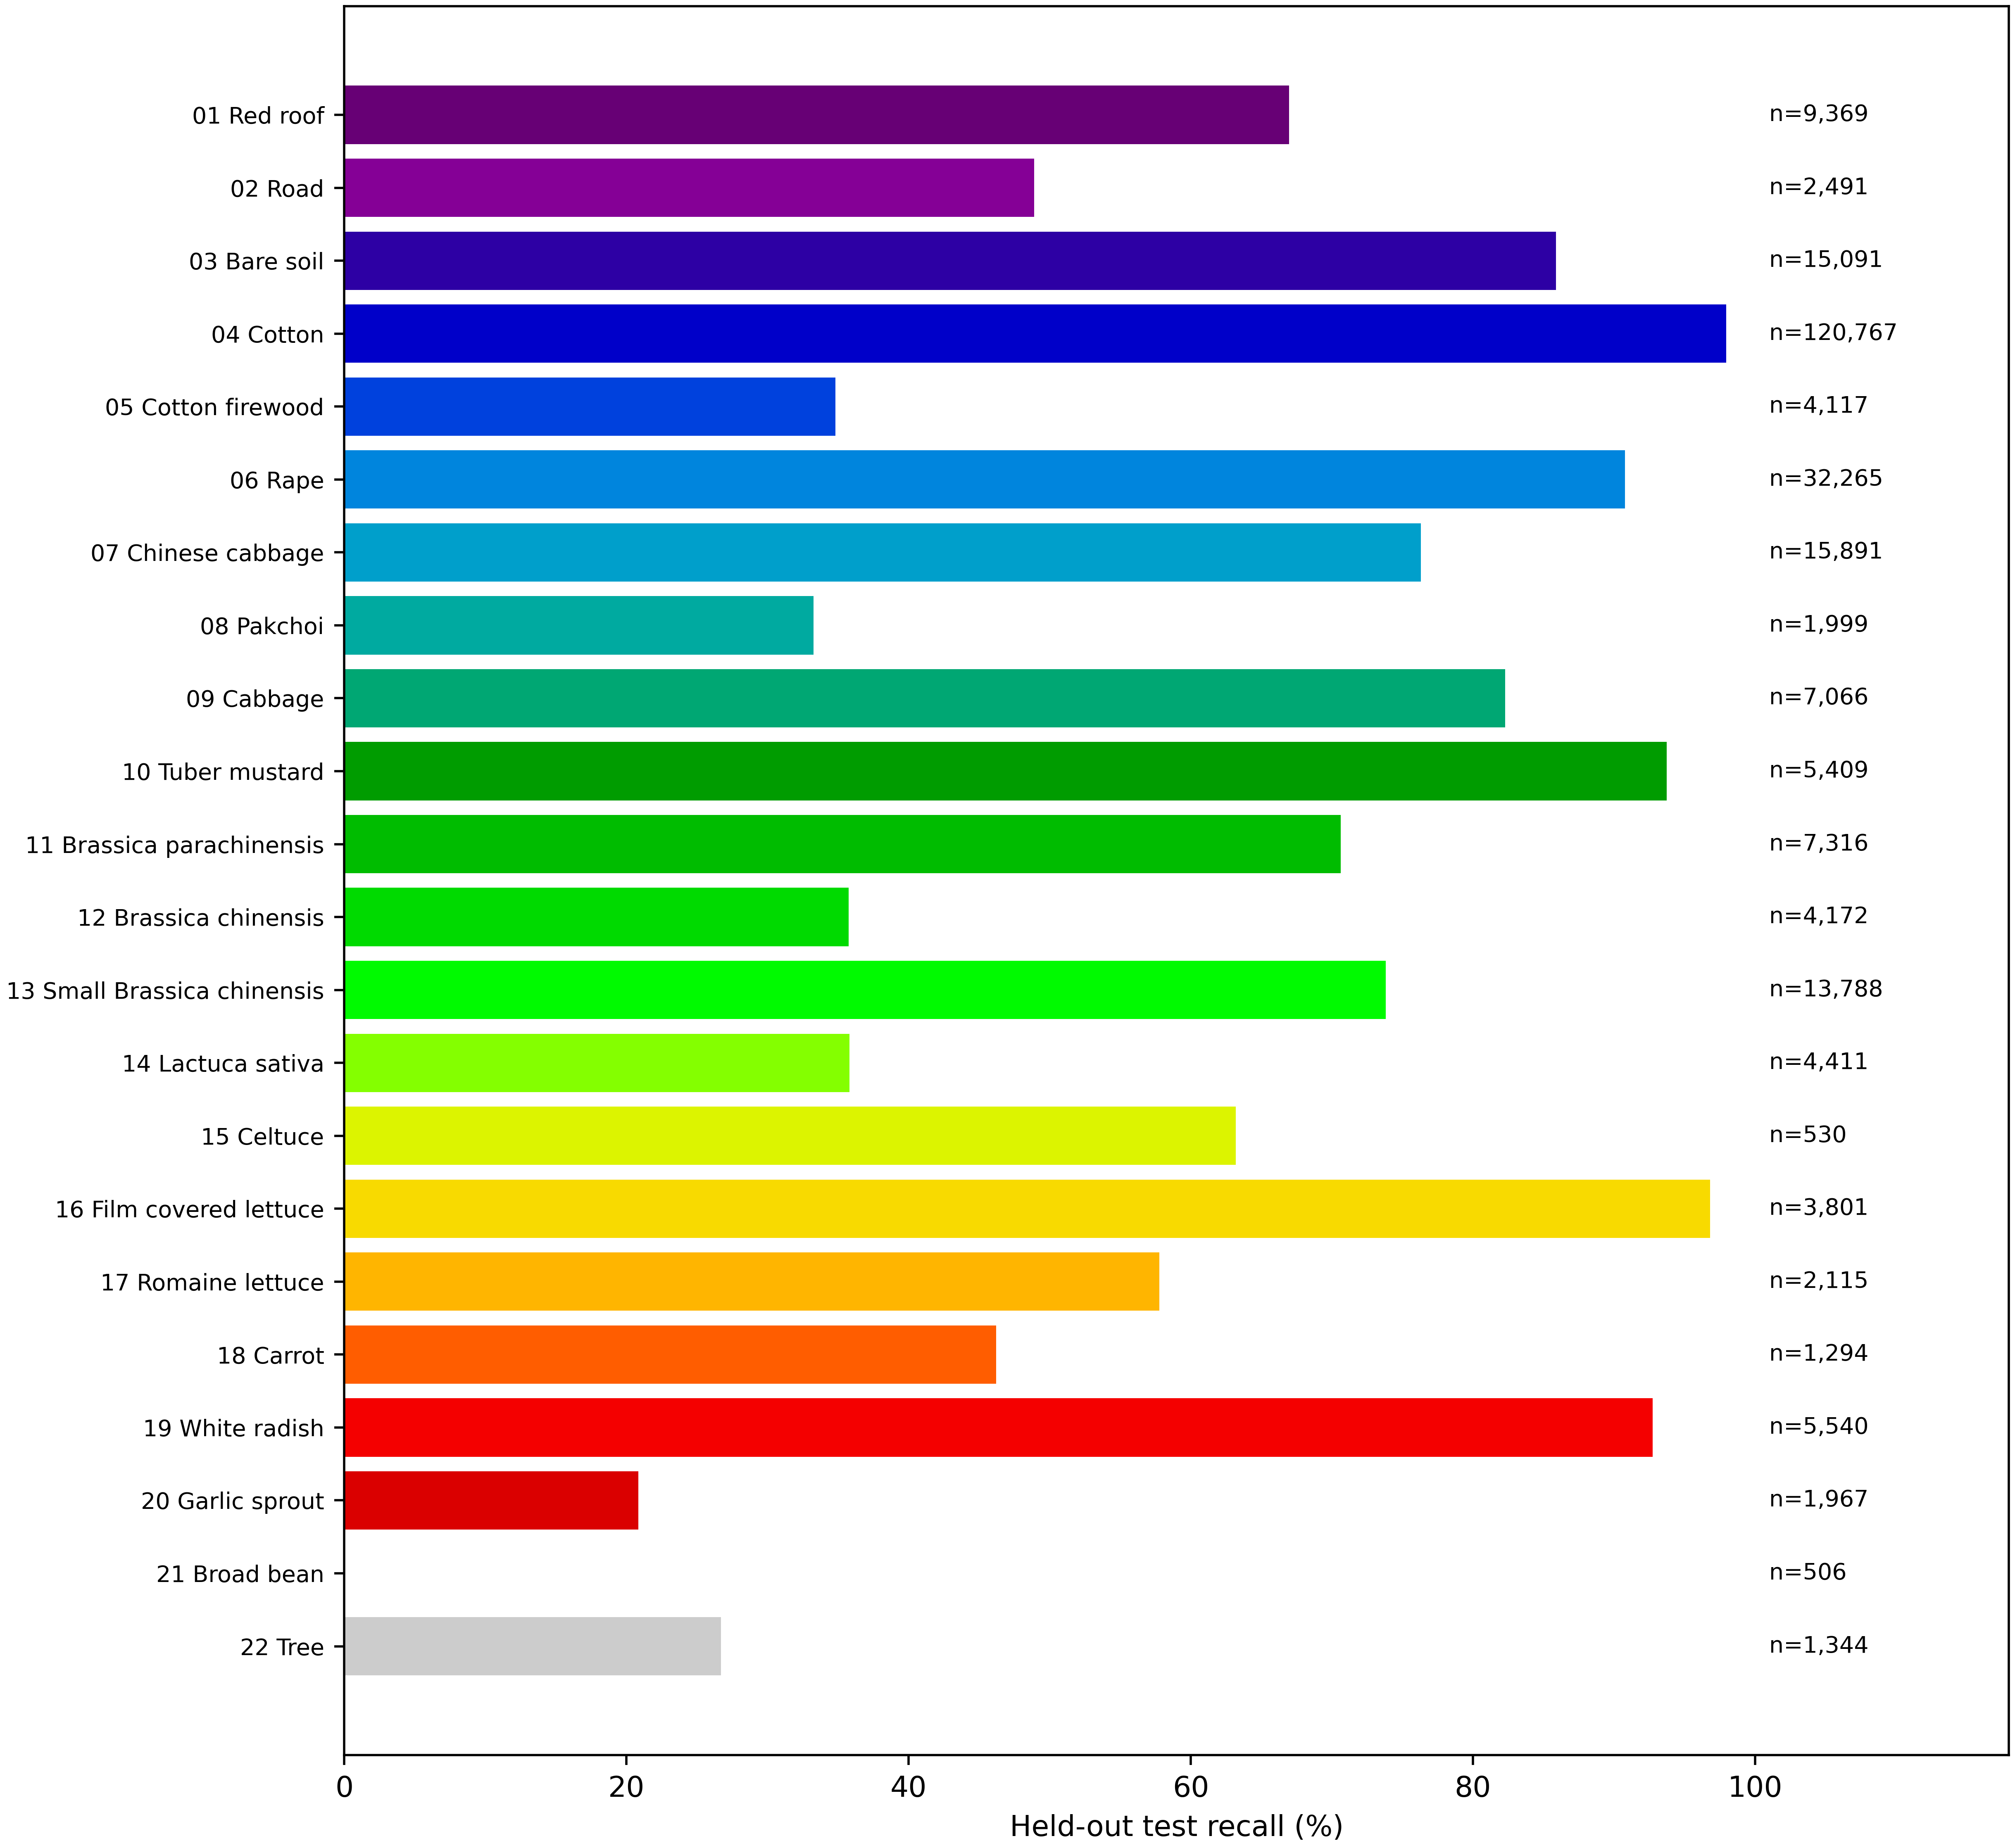 01 Red roof n=9,369
02 Road n=2,491
03 Bare soil n=15,091
04 Cotton n=120,767
05 Cotton firewood n=4,117
06 Rape n=32,265
07 Chinese cabbage n=15,891
08 Pakchoi n=1,999
09 Cabbage n=7,066
10 Tuber mustard n=5,409
11 Brassica parachinensis n=7,316
12 Brassica chinensis n=4,172
13 Small Brassica chinensis n=13,788
14 Lactuca sativa n=4,411
15 Celtuce n=530
16 Film covered lettuce n=3,801
17 Romaine lettuce n=2,115
18 Carrot n=1,294
19 White radish n=5,540
20 Garlic sprout n=1,967
21 Broad bean n=506
22 Tree n=1,344
0 20 40 60 80 100
Held-out test recall (%)